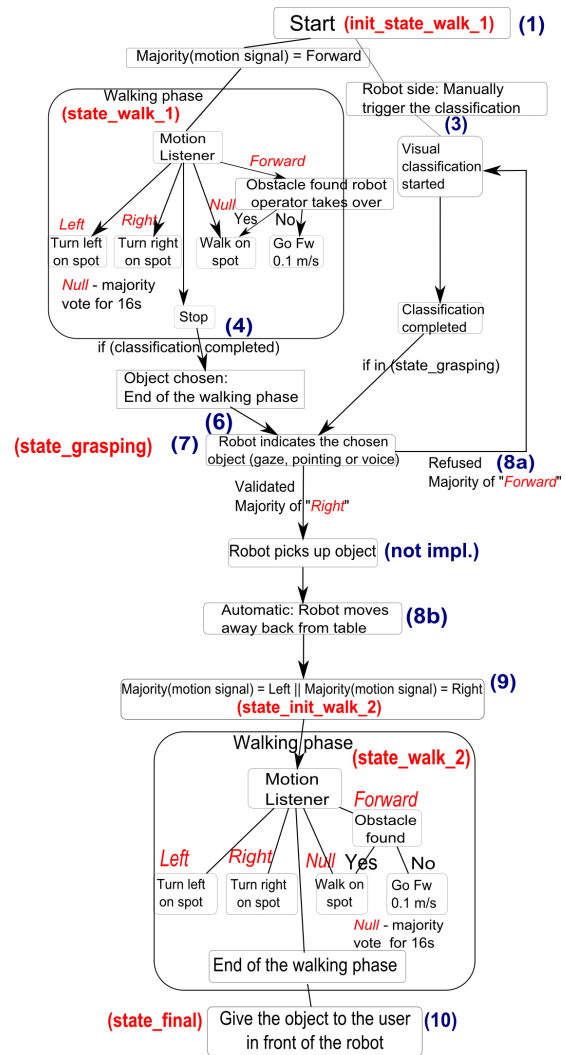 Start (init_state_walk_1) (1)
Majority(motion signal) = Forward
Robot side: Manually
trigger the classification
(3)
Walking phase
(state_walk_1)
Motion
Listener
Forward
Obstacle found robot
operator takes over
Left
Right
Null
Yes
No
Turn left
on spot
Turn right
on spot
Walk on
spot
Go Fw
0.1 m/s
Null - majority
vote for 16s
Stop
(4)
Visual
classification
started
Classification
completed
if (classification completed)
if in (state_grasping)
Object chosen:
End of the walking phase
(6)
(state_grasping) (7)
Robot indicates the chosen
object (gaze, pointing or voice)
Refused (8a)
Majority of "Forward"
Validated
Majority of "Right"
Robot picks up object (not impl.)
Automatic: Robot moves
away back from table
(8b)
Majority(motion signal) = Left || Majority(motion signal) = Right (9)
(state_init_walk_2)
Walking phase
(state_walk_2)
Motion
Listener
Forward
Obstacle
found
Left
Right
Null
Yes
No
Turn left
on spot
Turn right
on spot
Walk on
spot
Go Fw
0.1 m/s
Null - majority
vote for 16s
End of the walking phase
(state_final)
Give the object to the user
in front of the robot
(10)